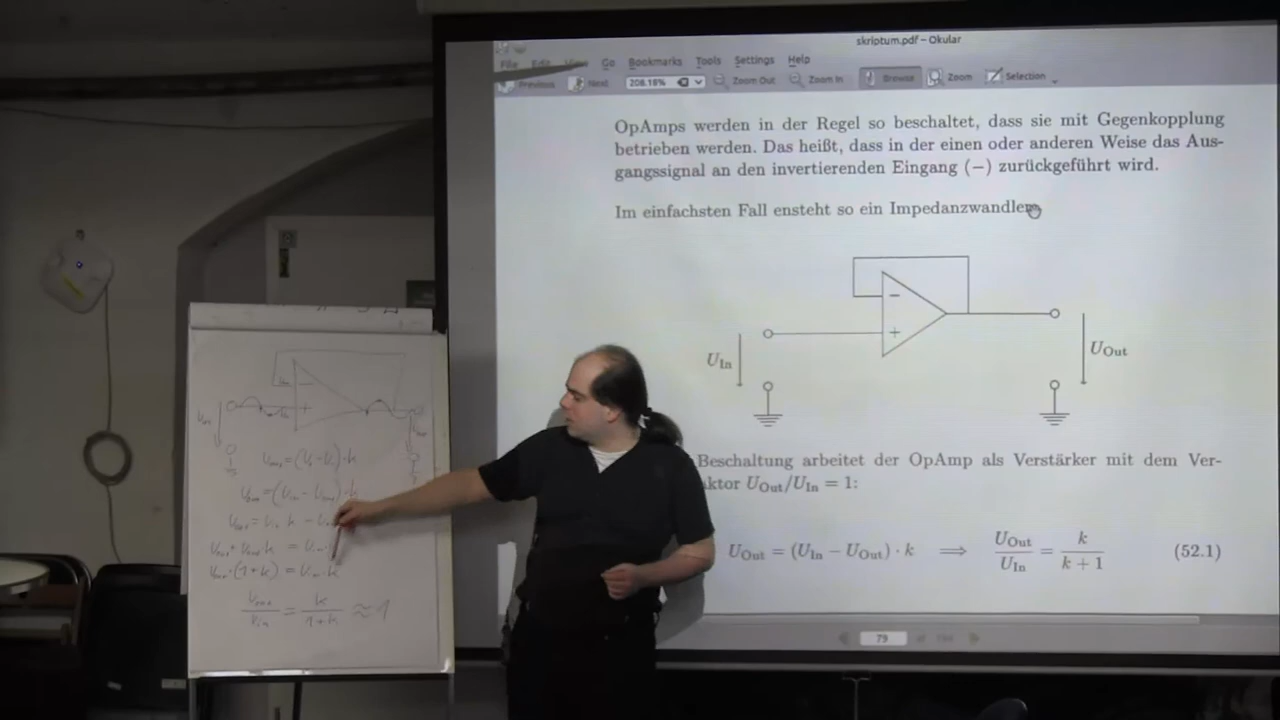 skriptum.pdf – Okular
File Edit View Go Bookmarks Tools Settings Help
Previous Next 208.16% Zoom Out Zoom In Browse Zoom Selection
OpAmps werden in der Regel so beschaltet, dass sie mit Gegenkopplung
betrieben werden. Das heißt, dass in der einen oder anderen Weise das Aus-
gangssignal an den invertierenden Eingang (−) zurückgeführt wird.
Im einfachsten Fall ensteht so ein Impedanzwandler
−
+
U_In
U_Out
Beschaltung arbeitet der OpAmp als Verstärker mit dem Ver-
ktor U_Out/U_In = 1:
U_Out = (U_In − U_Out) · k ⟹ U_Out/U_In = k/(k + 1) (52.1)
79
−
+
U_out = (U_in − U_out) · k
U_out · (1+k) = U_in · k
U_out/U_in = k/(1+k) ≈ 1